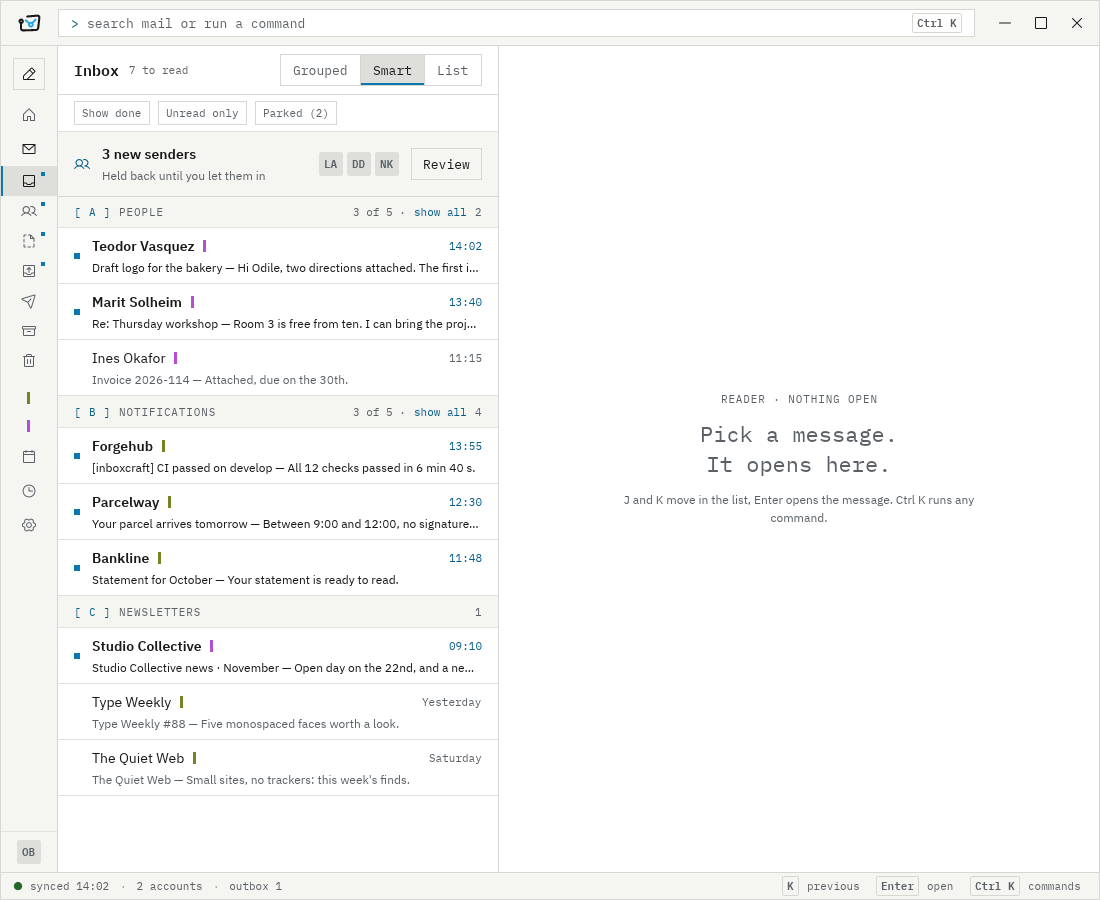 > search mail or run a command Ctrl K
Inbox 7 to read Grouped Smart List
Show done Unread only Parked (2)
3 new senders
Held back until you let them in
LA DD NK Review
[ A ] PEOPLE 3 of 5 · show all 2
Teodor Vasquez 14:02
Draft logo for the bakery — Hi Odile, two directions attached. The first i…
Marit Solheim 13:40
Re: Thursday workshop — Room 3 is free from ten. I can bring the proj…
Ines Okafor 11:15
Invoice 2026-114 — Attached, due on the 30th.
[ B ] NOTIFICATIONS 3 of 5 · show all 4
Forgehub 13:55
[inboxcraft] CI passed on develop — All 12 checks passed in 6 min 40 s.
Parcelway 12:30
Your parcel arrives tomorrow — Between 9:00 and 12:00, no signature…
Bankline 11:48
Statement for October — Your statement is ready to read.
[ C ] NEWSLETTERS 1
Studio Collective 09:10
Studio Collective news · November — Open day on the 22nd, and a ne…
Type Weekly Yesterday
Type Weekly #88 — Five monospaced faces worth a look.
The Quiet Web Saturday
The Quiet Web — Small sites, no trackers: this week's finds.
READER · NOTHING OPEN
Pick a message.
It opens here.
J and K move in the list, Enter opens the message. Ctrl K runs any
command.
OB
synced 14:02 · 2 accounts · outbox 1
K previous Enter open Ctrl K commands